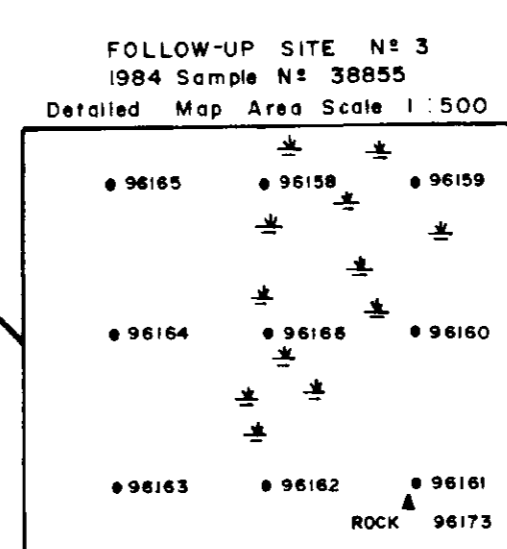 FOLLOW-UP SITE Nº 3
1984 Sample Nº 38855
Detailed Map Area Scale 1:500
96165 96158 96159
96164 96166 96160
96163 96162 96161
ROCK 96173